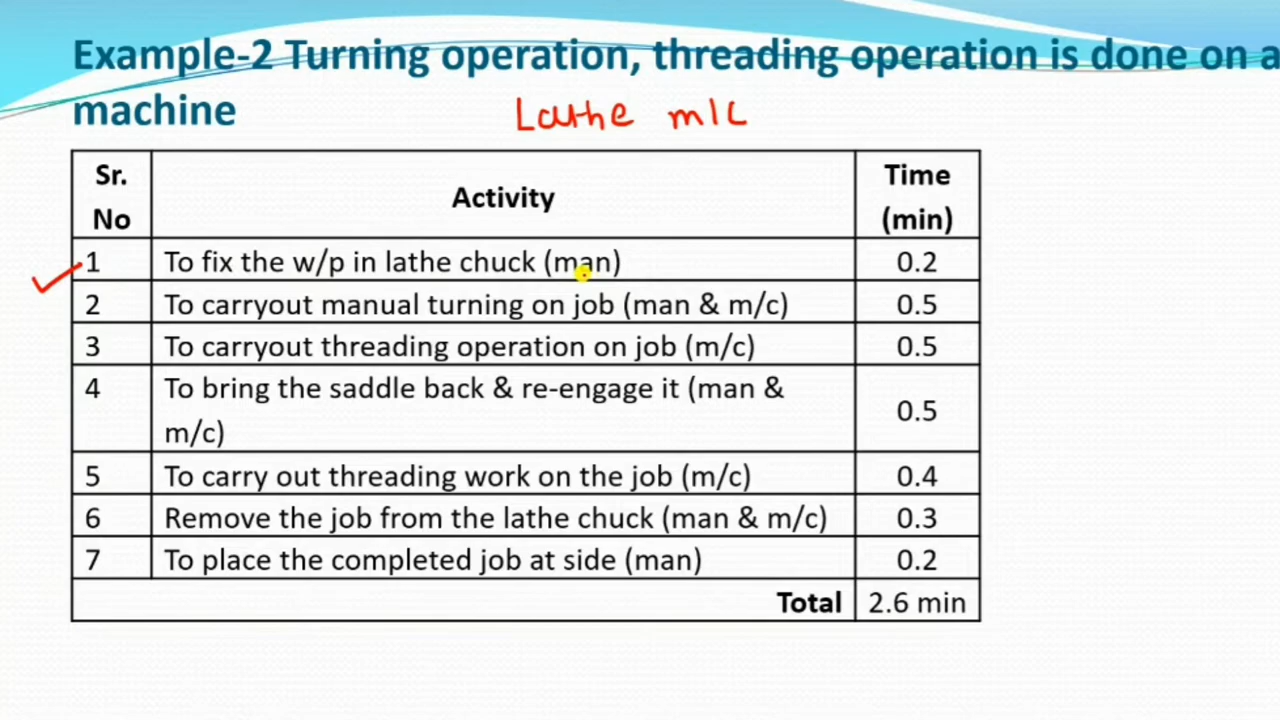 Example-2 Turning operation, threading operation is done on a
machine
Lathe m/c
Sr. No Activity Time (min)
1 To fix the w/p in lathe chuck (man) 0.2
2 To carryout manual turning on job (man & m/c) 0.5
3 To carryout threading operation on job (m/c) 0.5
4 To bring the saddle back & re-engage it (man &
m/c) 0.5
5 To carry out threading work on the job (m/c) 0.4
6 Remove the job from the lathe chuck (man & m/c) 0.3
7 To place the completed job at side (man) 0.2
Total 2.6 min